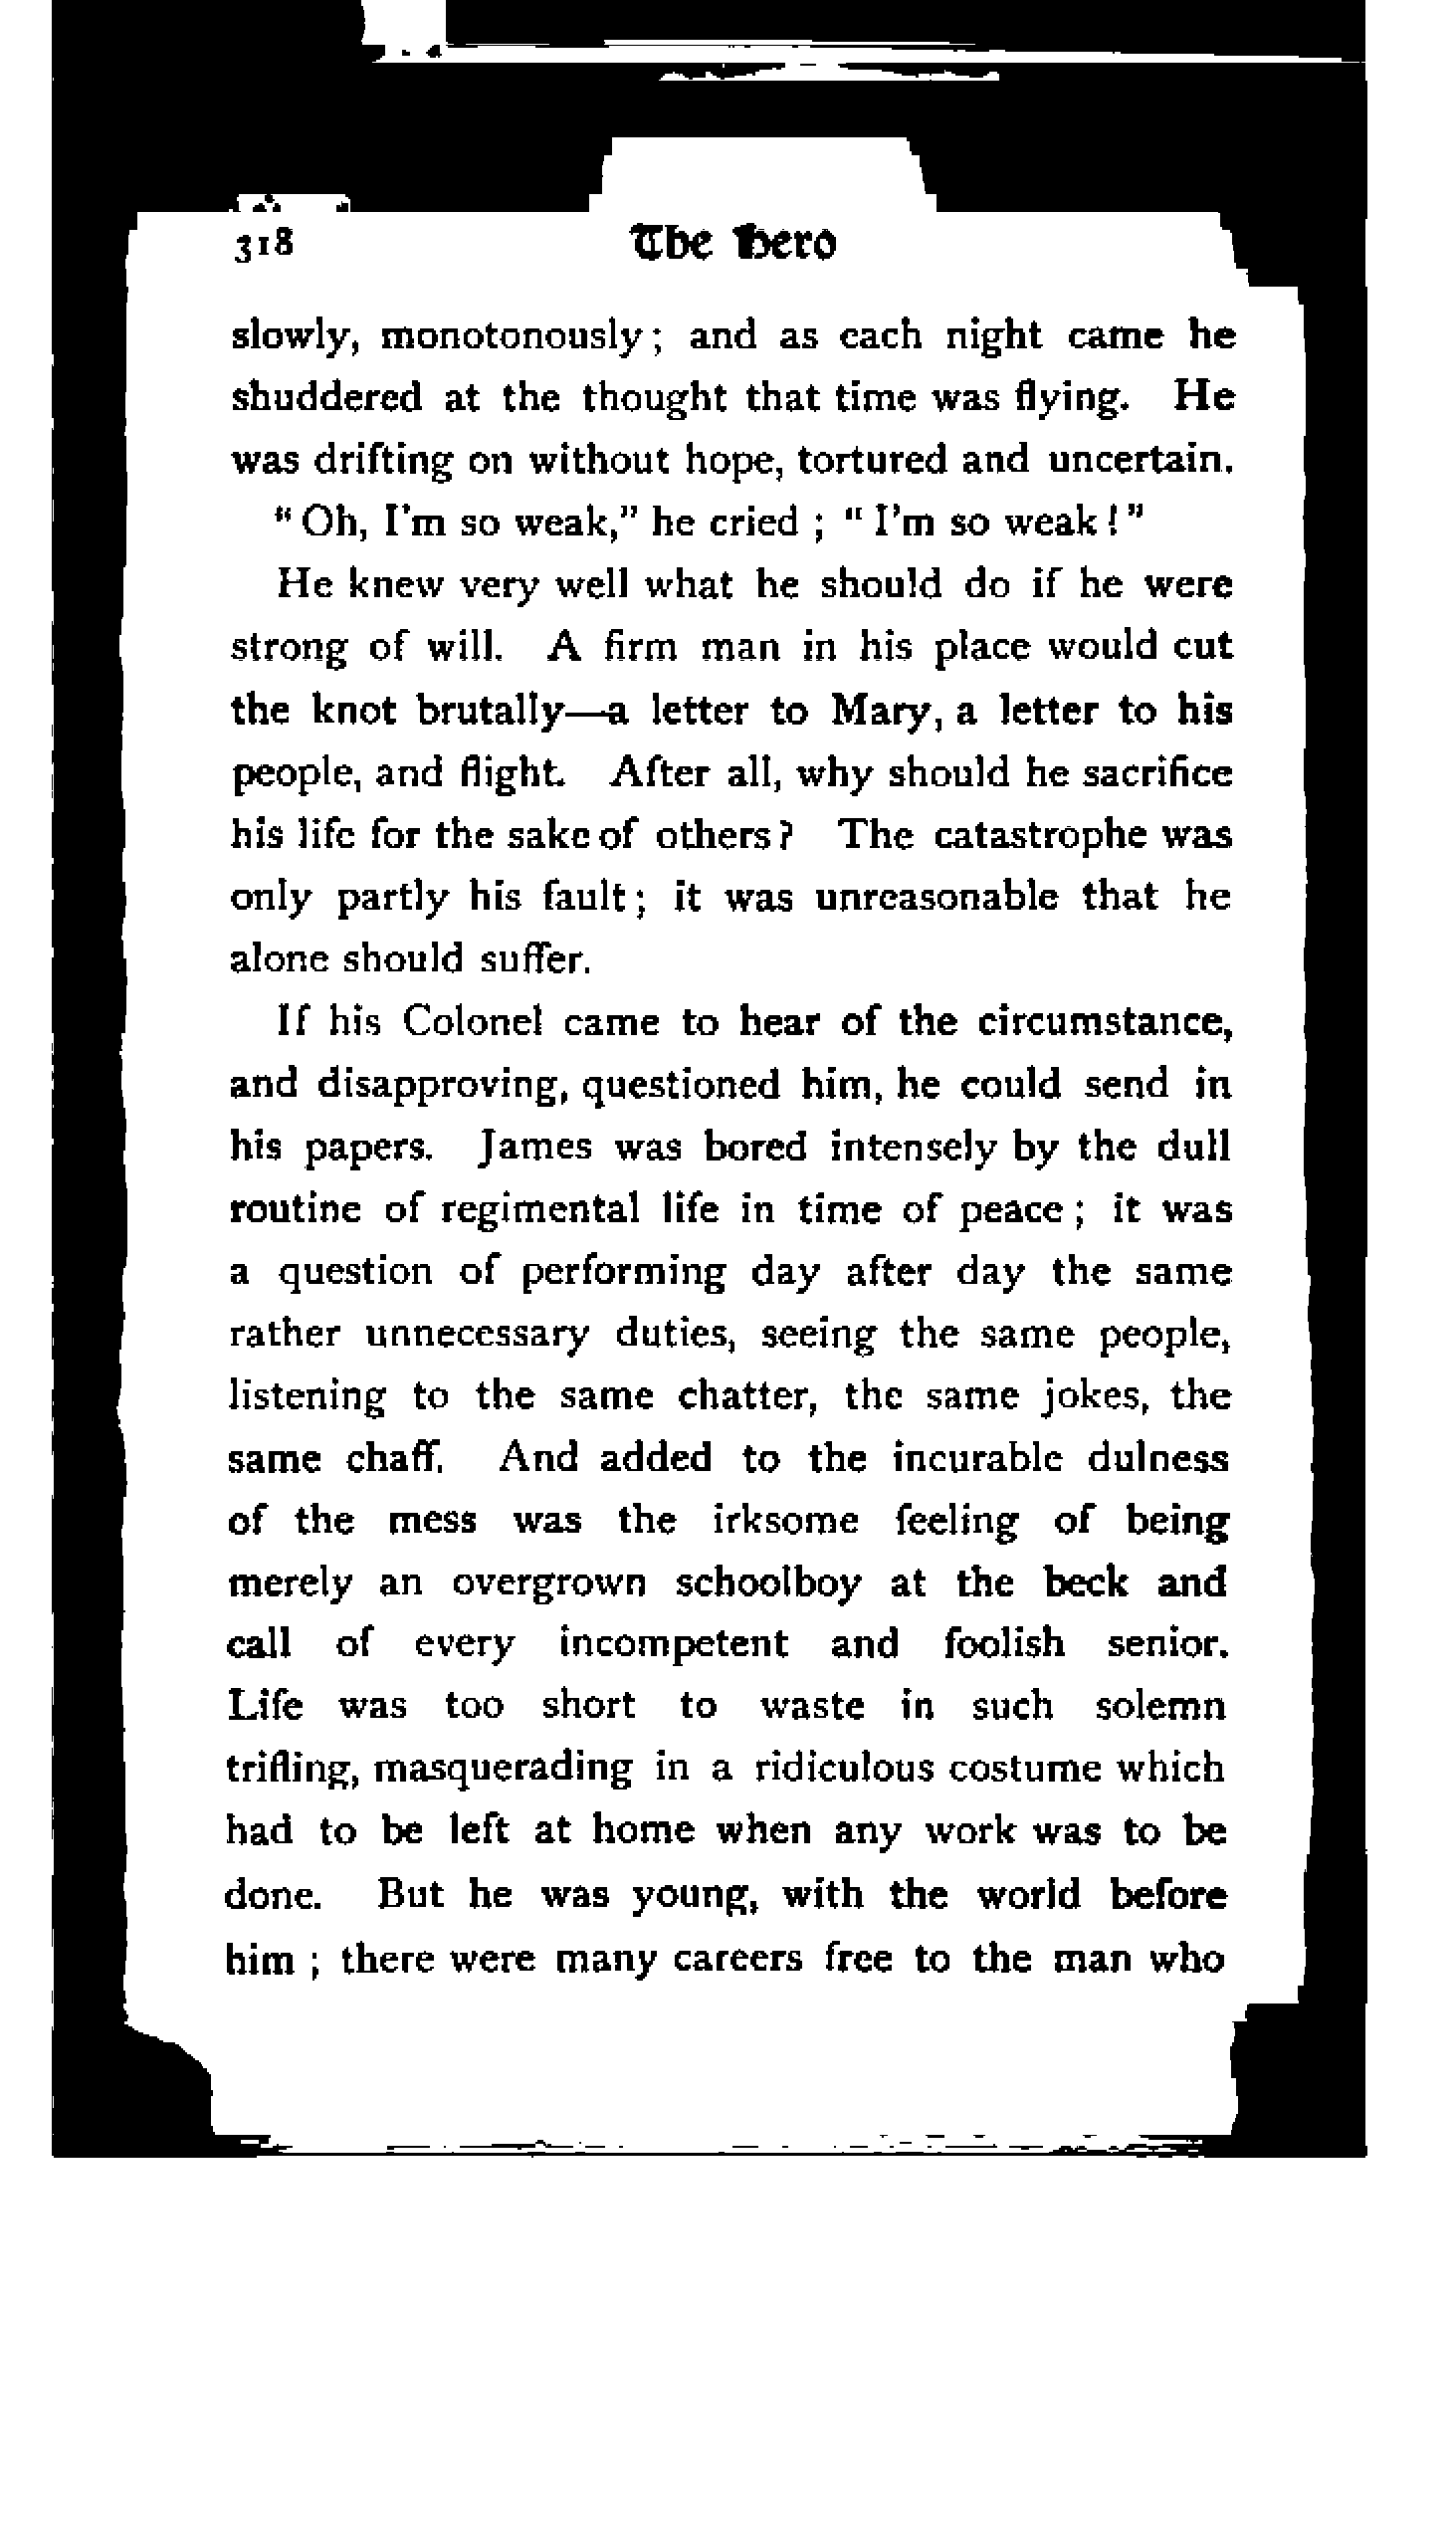 318 The Hero
slowly, monotonously; and as each night came he
shuddered at the thought that time was flying. He
was drifting on without hope, tortured and uncertain.
"Oh, I'm so weak," he cried; "I'm so weak!"
He knew very well what he should do if he were
strong of will. A firm man in his place would cut
the knot brutally—a letter to Mary, a letter to his
people, and flight. After all, why should he sacrifice
his life for the sake of others? The catastrophe was
only partly his fault; it was unreasonable that he
alone should suffer.
If his Colonel came to hear of the circumstance,
and disapproving, questioned him, he could send in
his papers. James was bored intensely by the dull
routine of regimental life in time of peace; it was
a question of performing day after day the same
rather unnecessary duties, seeing the same people,
listening to the same chatter, the same jokes, the
same chaff. And added to the incurable dulness
of the mess was the irksome feeling of being
merely an overgrown schoolboy at the beck and
call of every incompetent and foolish senior.
Life was too short to waste in such solemn
trifling, masquerading in a ridiculous costume which
had to be left at home when any work was to be
done. But he was young, with the world before
him; there were many careers free to the man who